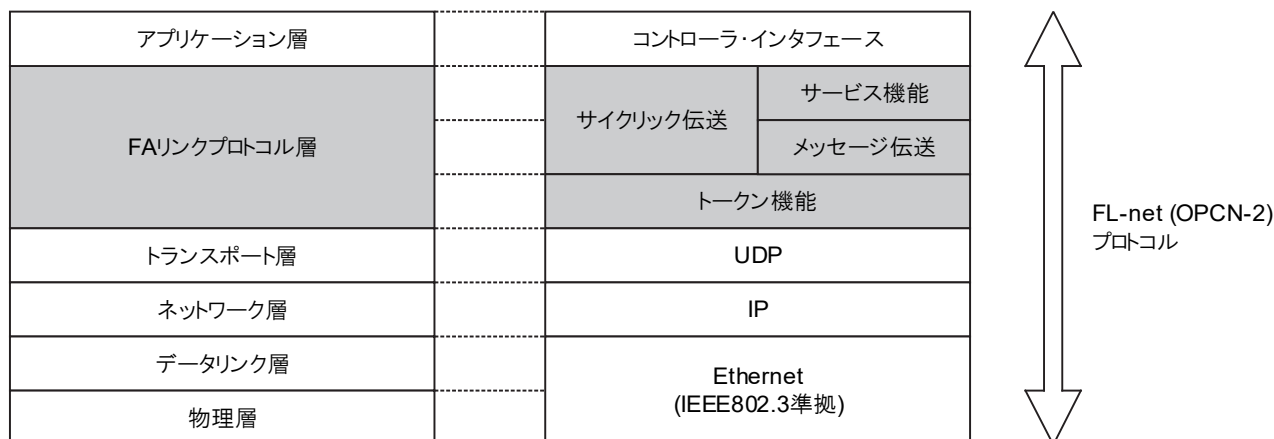 アプリケーション層
コントローラ・インタフェース
FAリンクプロトコル層
サイクリック伝送
サービス機能
メッセージ伝送
トークン機能
トランスポート層
UDP
ネットワーク層
IP
データリンク層
物理層
Ethernet
(IEEE802.3準拠)
FL-net (OPCN-2)
プロトコル